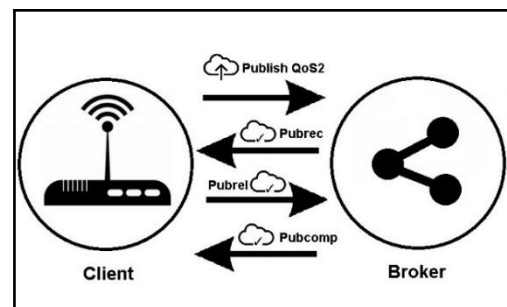 Publish QoS2
Pubrec
Pubrel
Pubcomp
Client
Broker